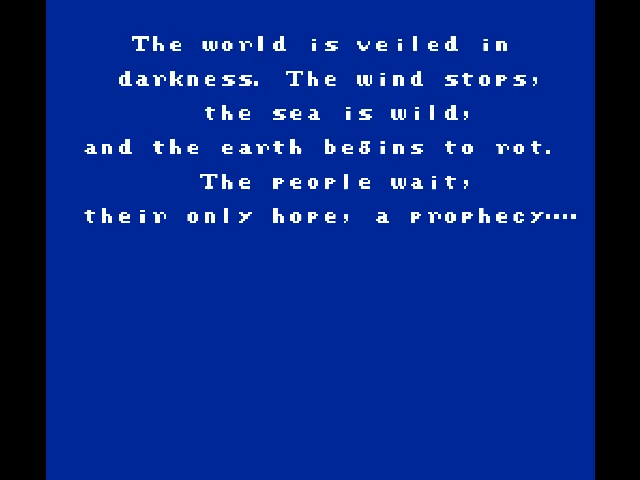 The world is veiled in
darkness. The wind stops,
the sea is wild,
and the earth begins to rot.
The people wait,
their only hope, a prophecy....